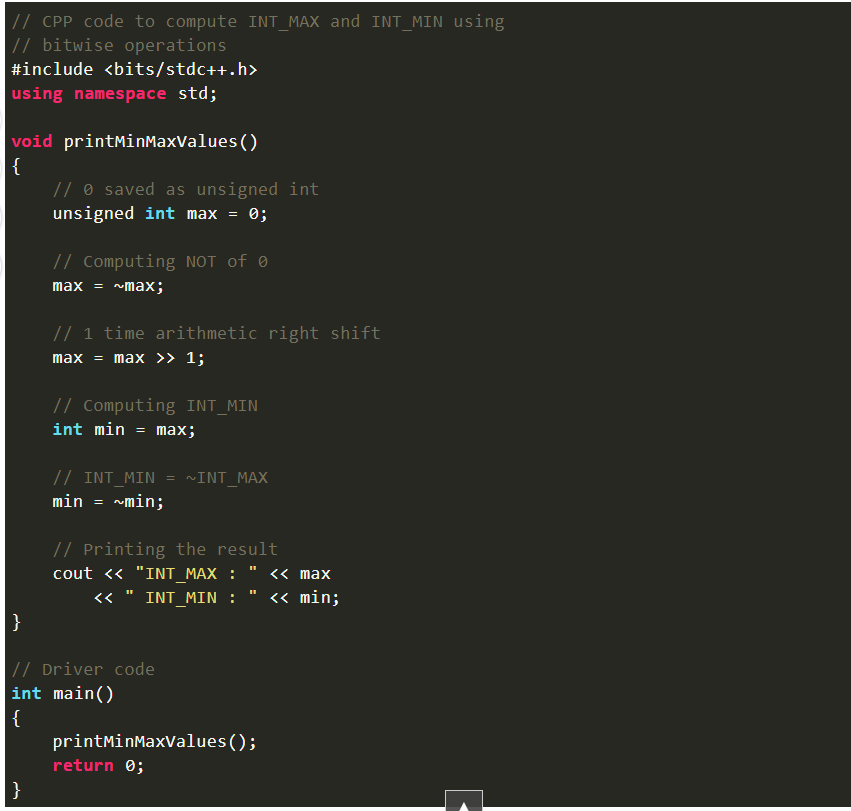 // CPP code to compute INT_MAX and INT_MIN using
// bitwise operations
#include <bits/stdc++.h>
using namespace std;

void printMinMaxValues()
{
    // 0 saved as unsigned int
    unsigned int max = 0;

    // Computing NOT of 0
    max = ~max;

    // 1 time arithmetic right shift
    max = max >> 1;

    // Computing INT_MIN
    int min = max;

    // INT_MIN = ~INT_MAX
    min = ~min;

    // Printing the result
    cout << "INT_MAX : " << max
        << " INT_MIN : " << min;
}

// Driver code
int main()
{
    printMinMaxValues();
    return 0;
}